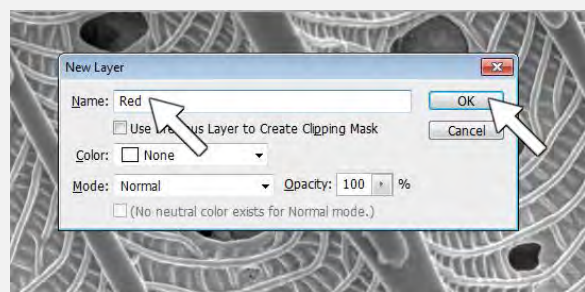 New Layer
Name: Red OK
Use Previous Layer to Create Clipping Mask Cancel
Color: None
Mode: Normal Opacity: 100 %
(No neutral color exists for Normal mode.)